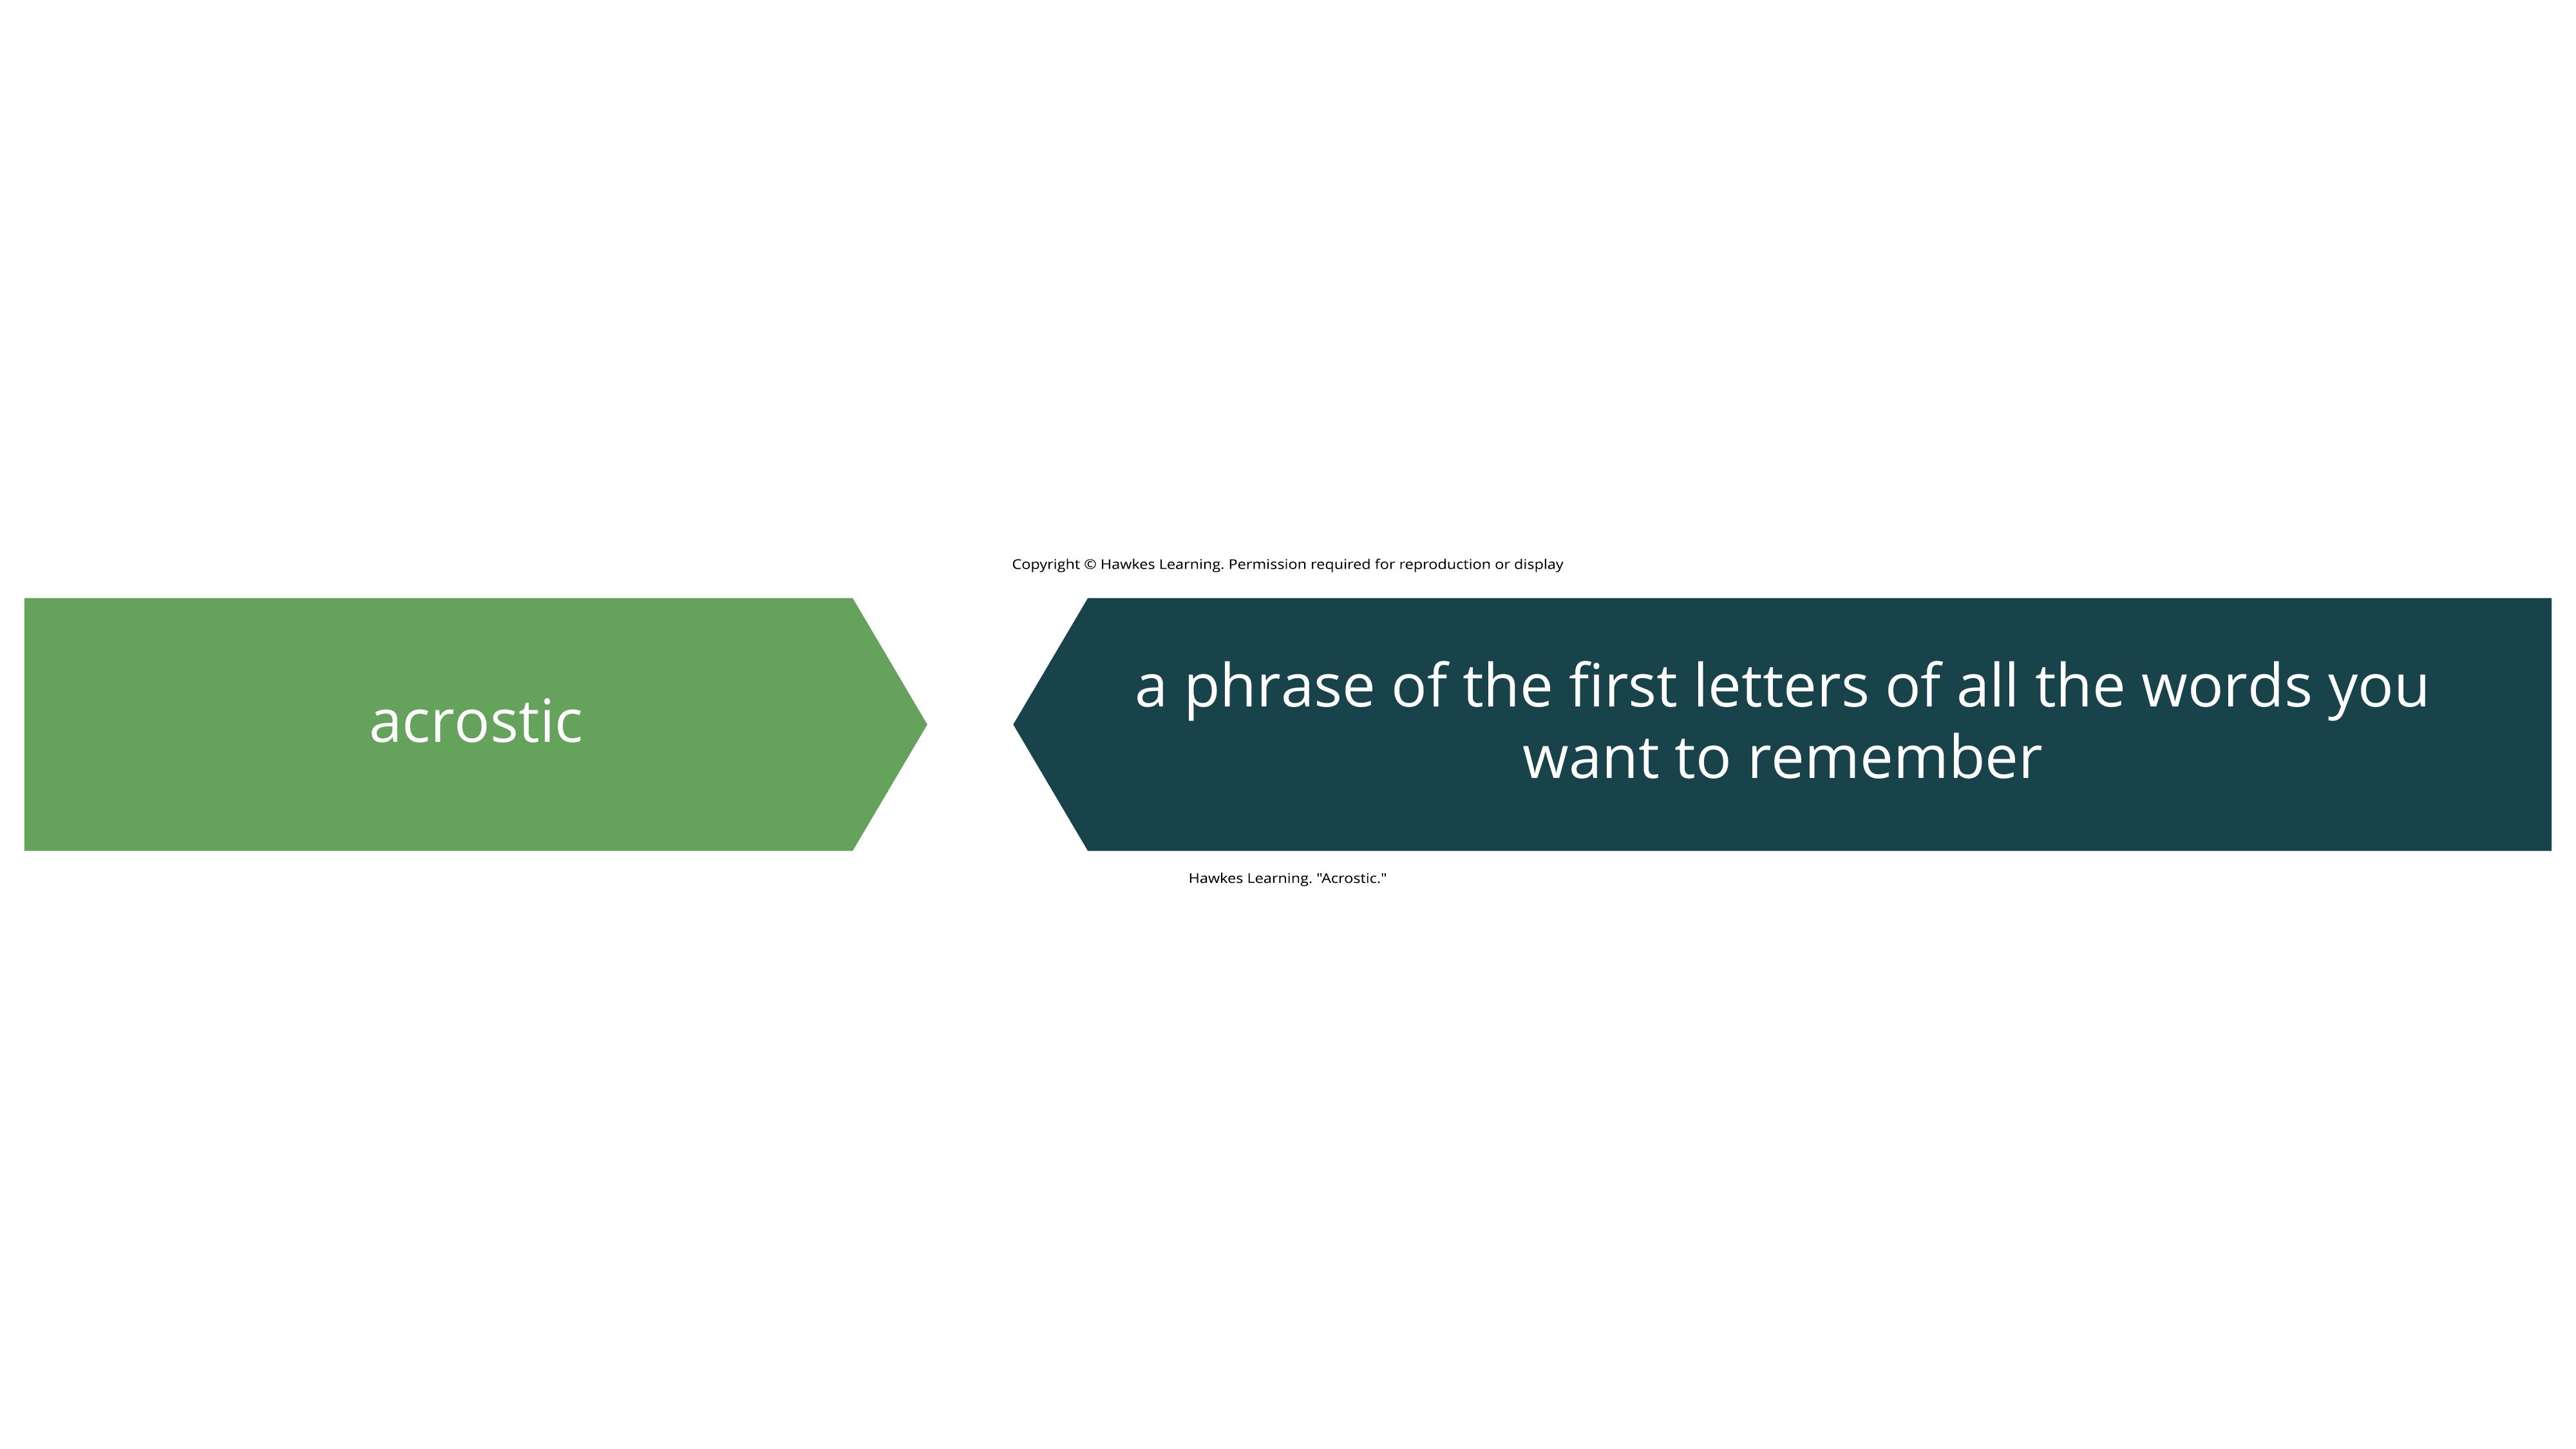 Copyright © Hawkes Learning. Permission required for reproduction or display
acrostic
a phrase of the first letters of all the words you
want to remember
Hawkes Learning. "Acrostic."